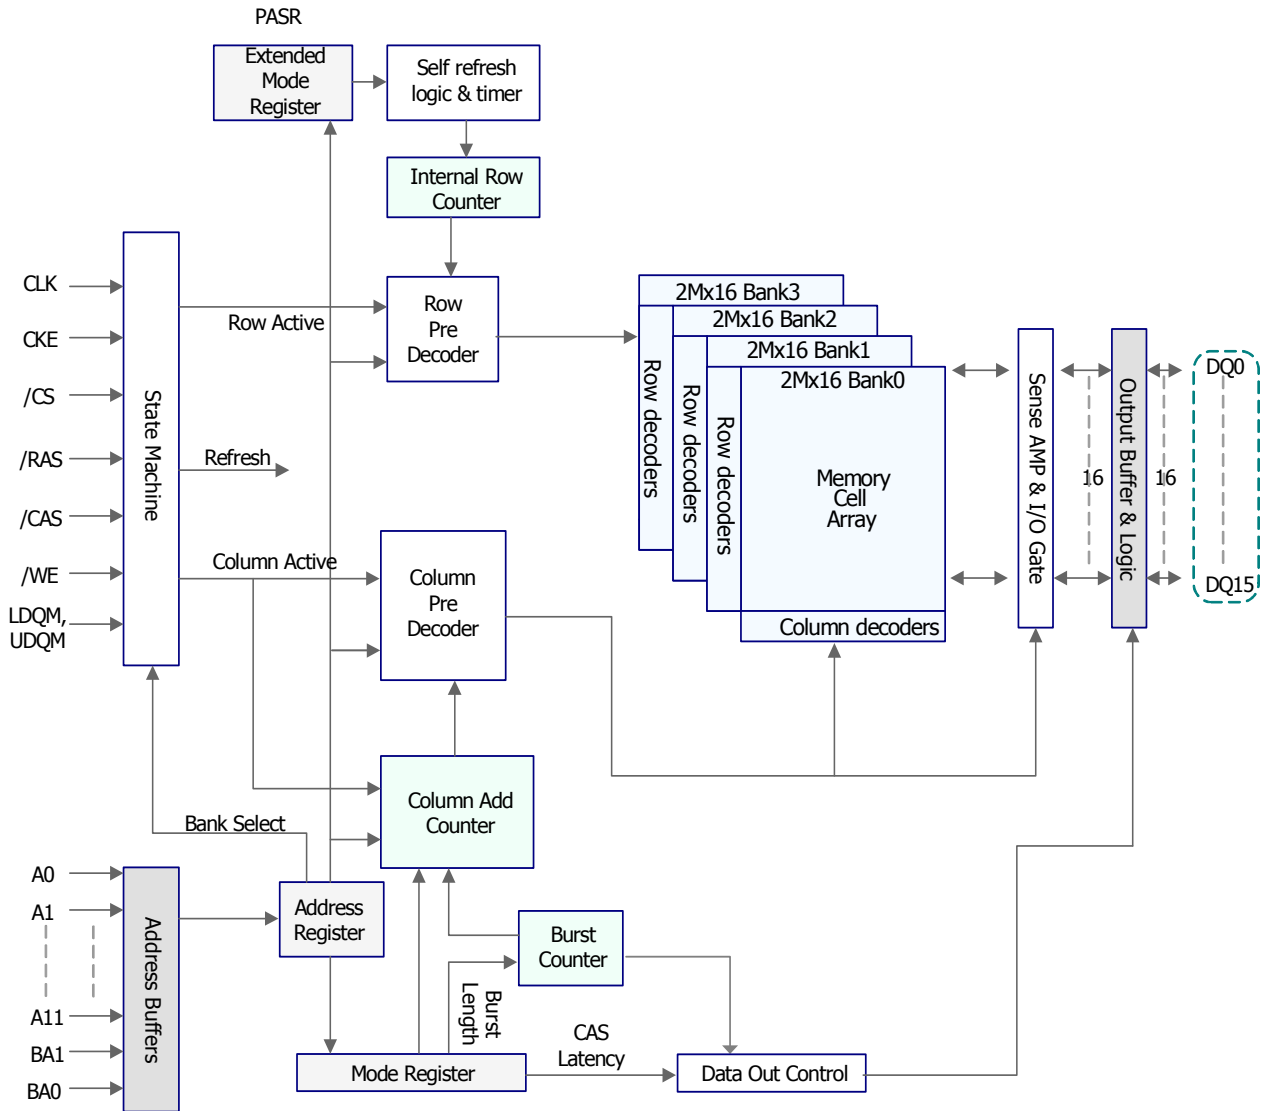 PASR
Extended
Mode
Register
Self refresh
logic & timer
Internal Row
Counter
CLK
CKE
/CS
/RAS
/CAS
/WE
LDQM,
UDQM
State Machine
Row Active
Refresh
Column Active
Row
Pre
Decoder
Column
Pre
Decoder
2Mx16 Bank3
2Mx16 Bank2
2Mx16 Bank1
2Mx16 Bank0
Row decoders
Row decoders
Row decoders
Memory
Cell
Array
Column decoders
Sense AMP & I/O Gate
16
Output Buffer & Logic
16
DQ0
DQ15
Bank Select
Column Add
Counter
A0
A1
A11
BA1
BA0
Address Buffers
Address
Register
Burst
Counter
Burst
Length
CAS
Latency
Mode Register
Data Out Control